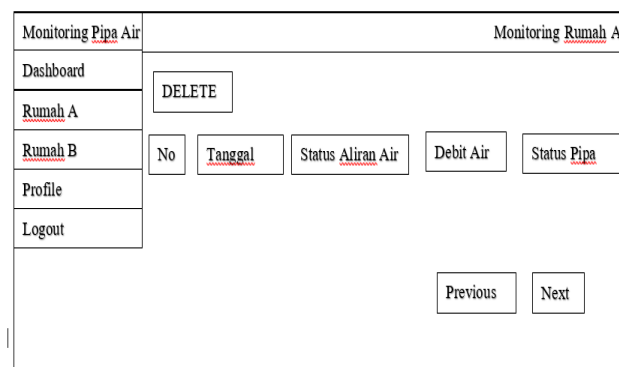 Monitoring Pipa Air
Monitoring Rumah A
Dashboard
Rumah A
Rumah B
Profile
Logout
DELETE
No
Tanggal
Status Aliran Air
Debit Air
Status Pipa
Previous
Next